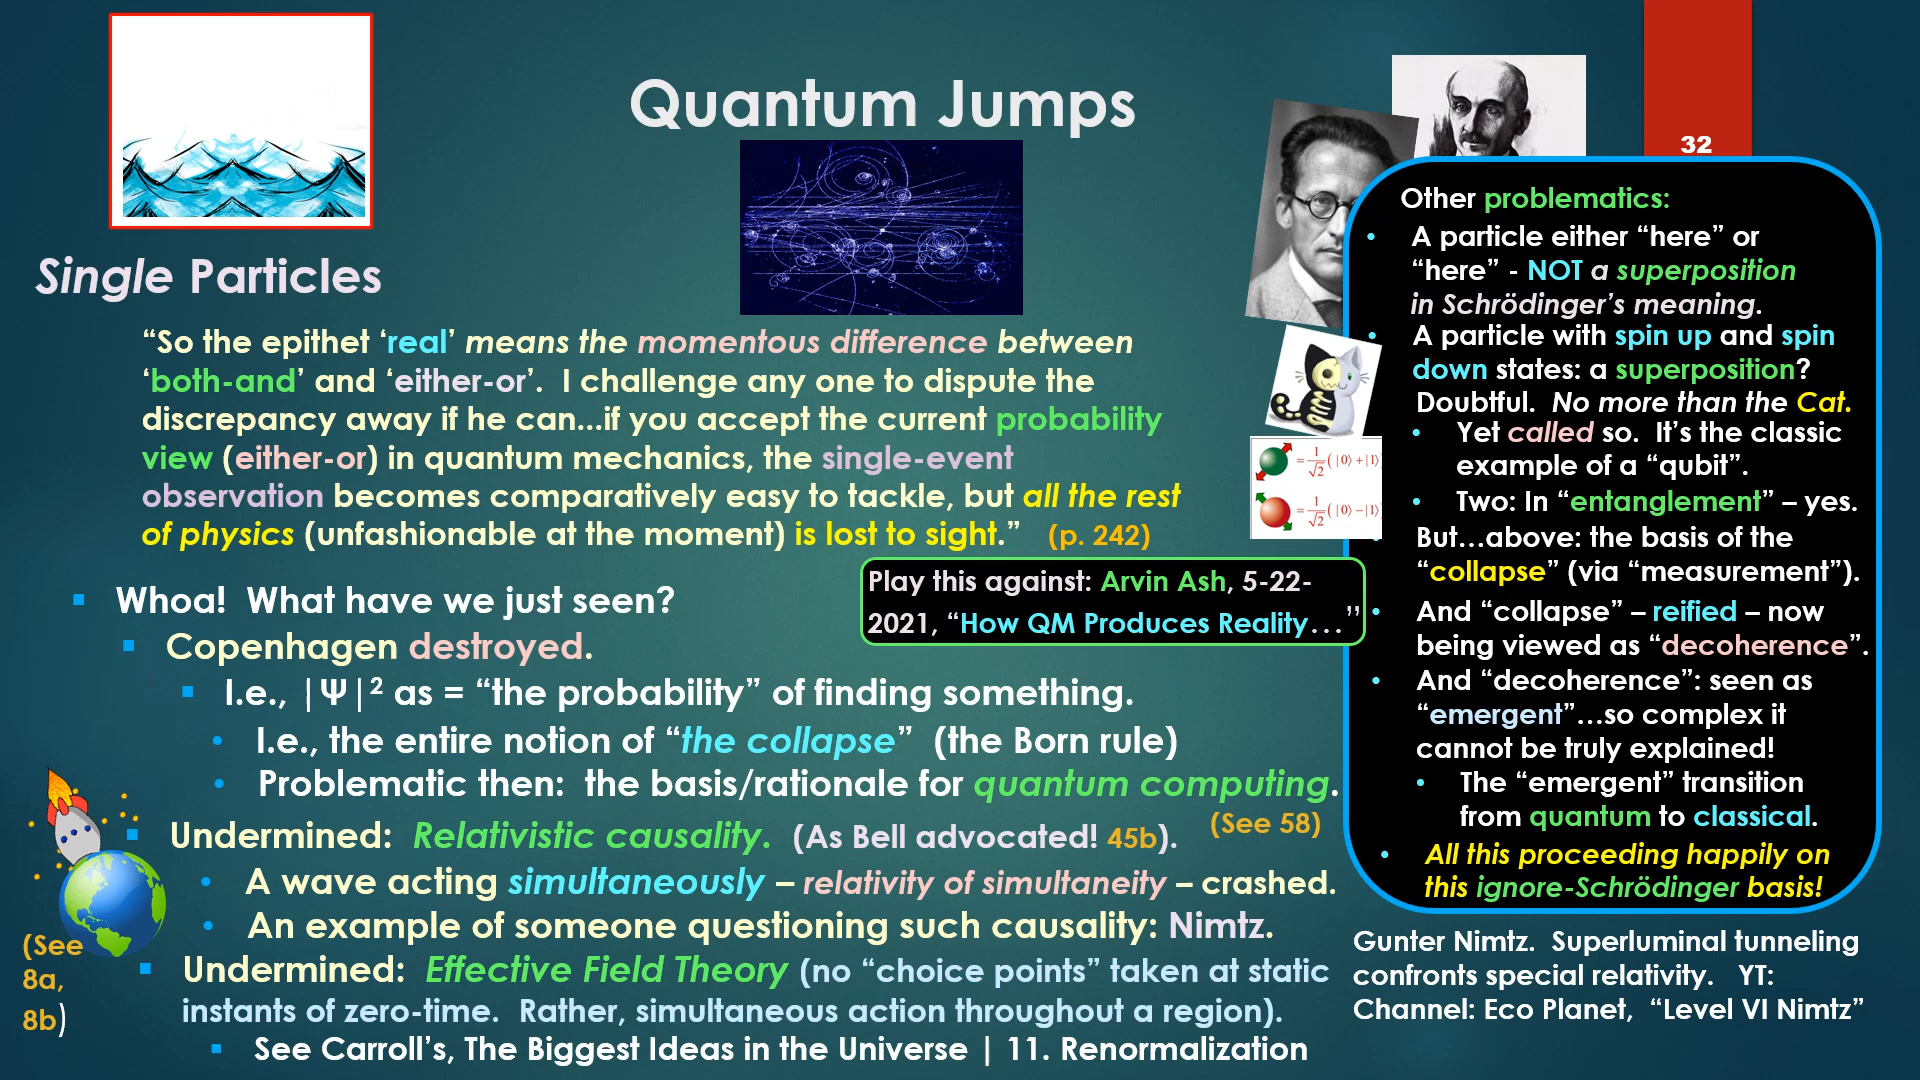 Quantum Jumps
32
Single Particles
“So the epithet ‘real’ means the momentous difference between
‘both-and’ and ‘either-or’.  I challenge any one to dispute the
discrepancy away if he can...if you accept the current probability
view (either-or) in quantum mechanics, the single-event
observation becomes comparatively easy to tackle, but all the rest
of physics (unfashionable at the moment) is lost to sight.”   (p. 242)
Play this against: Arvin Ash, 5-22-
2021, “How QM Produces Reality…’’
Whoa!  What have we just seen?
Copenhagen destroyed.
I.e., |Ψ|² as = “the probability” of finding something.
I.e., the entire notion of “the collapse”  (the Born rule)
Problematic then:  the basis/rationale for quantum computing.
(See 58)
Undermined:  Relativistic causality.  (As Bell advocated! 45b).
A wave acting simultaneously – relativity of simultaneity – crashed.
An example of someone questioning such causality: Nimtz.
(See
8a,
8b)
Undermined:  Effective Field Theory (no “choice points” taken at static
instants of zero-time.  Rather, simultaneous action throughout a region).
See Carroll’s, The Biggest Ideas in the Universe | 11. Renormalization
Other problematics:
A particle either “here” or
“here” - NOT a superposition
in Schrödinger’s meaning.
A particle with spin up and spin
down states: a superposition?
Doubtful.  No more than the Cat.
Yet called so.  It’s the classic
example of a “qubit”.
Two: In “entanglement” – yes.
But…above: the basis of the
“collapse” (via “measurement”).
And “collapse” – reified – now
being viewed as “decoherence”.
And “decoherence”: seen as
“emergent”…so complex it
cannot be truly explained!
The “emergent” transition
from quantum to classical.
All this proceeding happily on
this ignore-Schrödinger basis!
= 1/√2 ( |0⟩ + |1⟩
= 1/√2 ( |0⟩ − |1⟩
Gunter Nimtz.  Superluminal tunneling
confronts special relativity.   YT:
Channel: Eco Planet,  “Level VI Nimtz”